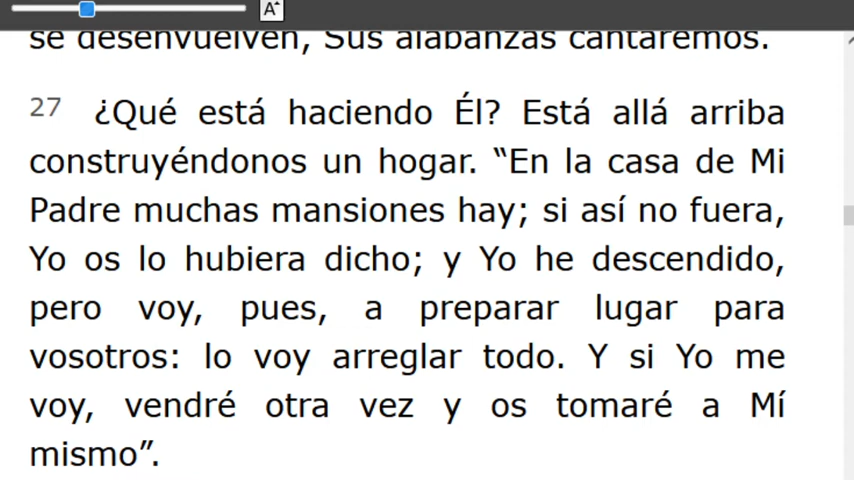 A
se desenvuelven, Sus alabanzas cantaremos.
27 ¿Qué está haciendo Él? Está allá arriba
construyéndonos un hogar. “En la casa de Mi
Padre muchas mansiones hay; si así no fuera,
Yo os lo hubiera dicho; y Yo he descendido,
pero voy, pues, a preparar lugar para
vosotros: lo voy arreglar todo. Y si Yo me
voy, vendré otra vez y os tomaré a Mí
mismo”.